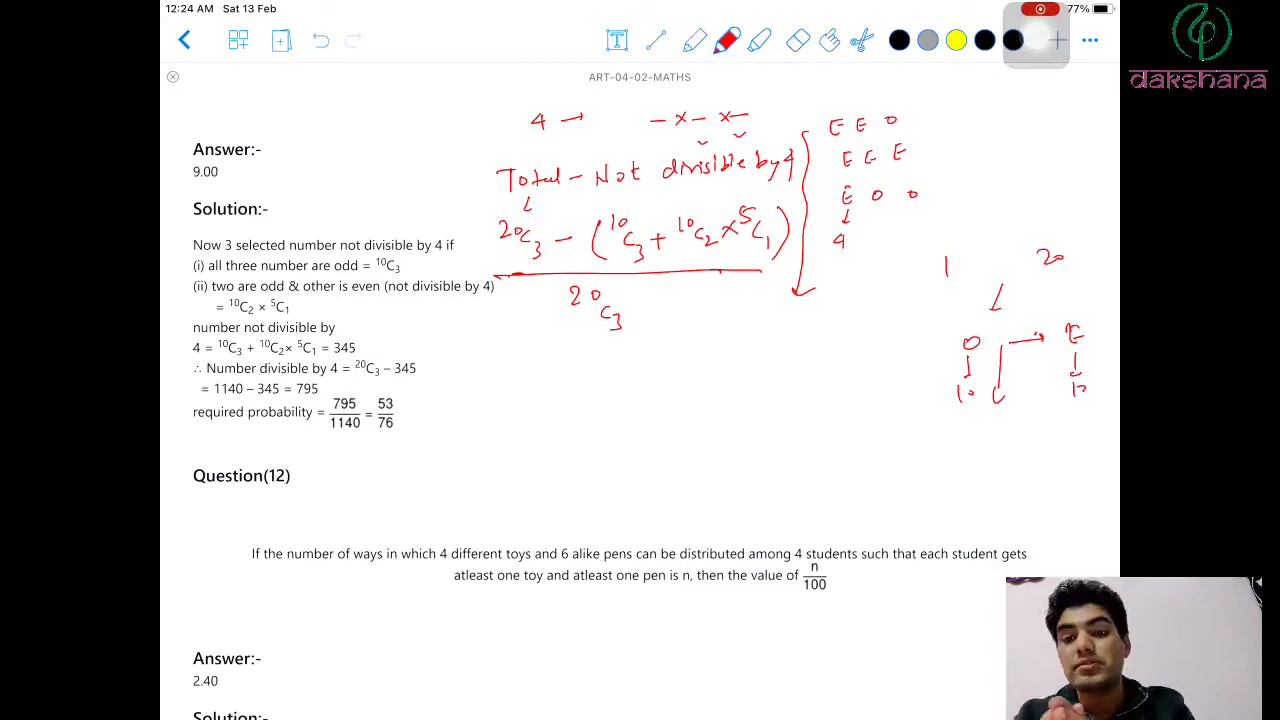 12:24 AM Sat 13 Feb
77%
dakshana
ART-04-02-MATHS
4 → – x – x –
Total – Not divisible by 4
20C3 – (10C3 + 10C2 × 5C1)
20C3
E E O
E E E
E O O
4
1 20
O → E
10 10
Answer:-
9.00
Solution:-
Now 3 selected number not divisible by 4 if
(i) all three number are odd = ¹⁰C₃
(ii) two are odd & other is even (not divisible by 4)
= ¹⁰C₂ × ⁵C₁
number not divisible by
4 = ¹⁰C₃ + ¹⁰C₂× ⁵C₁ = 345
∴ Number divisible by 4 = ²⁰C₃ – 345
= 1140 – 345 = 795
required probability = 795/1140 = 53/76
Question(12)
If the number of ways in which 4 different toys and 6 alike pens can be distributed among 4 students such that each student gets
atleast one toy and atleast one pen is n, then the value of n/100
Answer:-
2.40
Solution:-